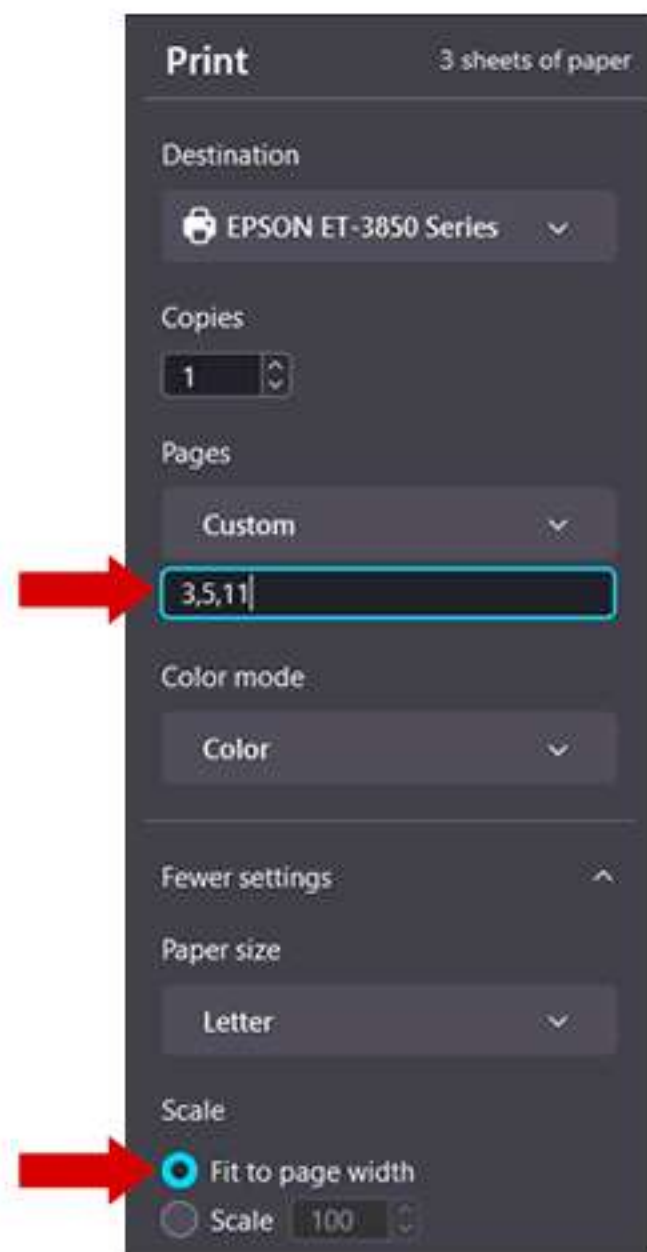 Print 3 sheets of paper
Destination
EPSON ET-3850 Series
Copies
1
Pages
Custom
3,5,11
Color mode
Color
Fewer settings
Paper size
Letter
Scale
Fit to page width
Scale 100